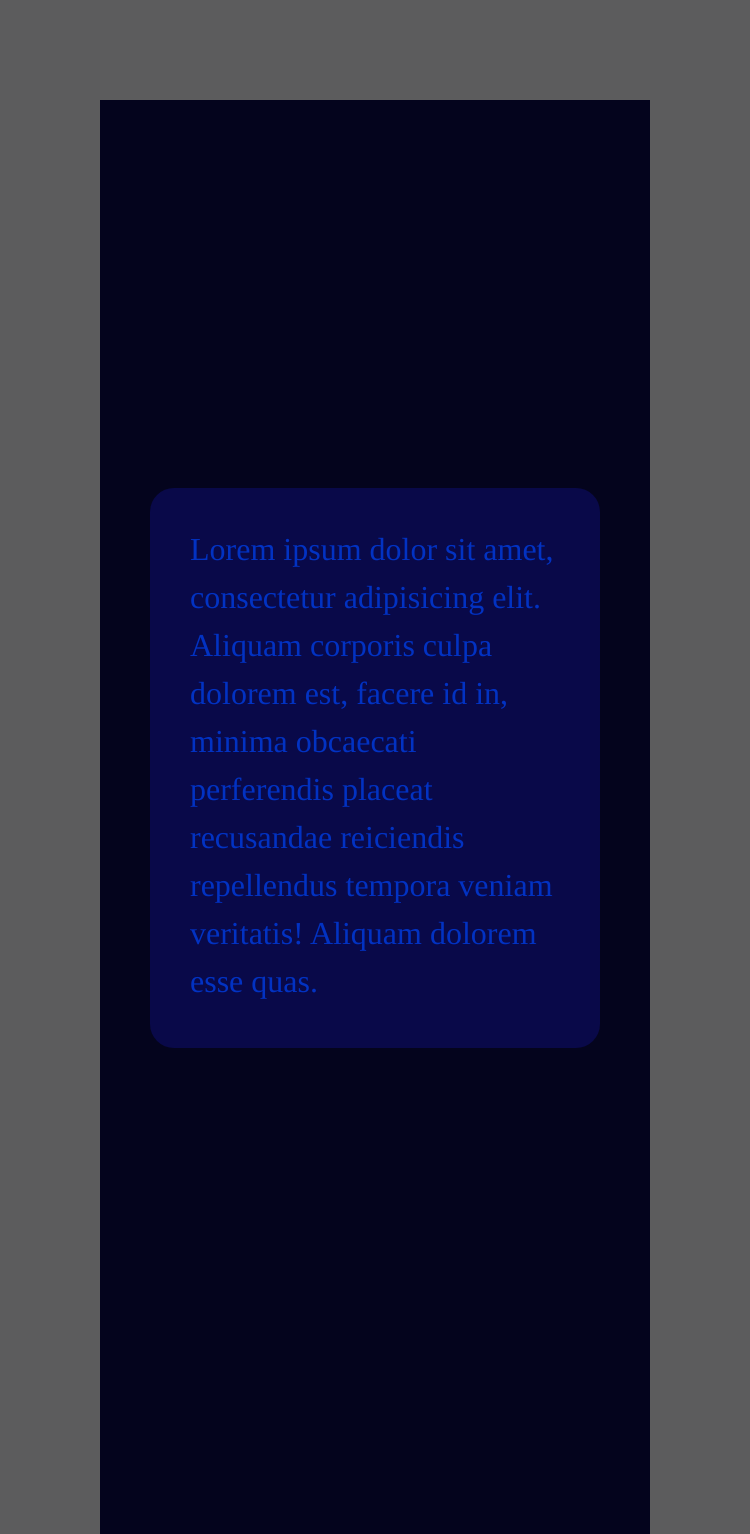 Lorem ipsum dolor sit amet,
consectetur adipisicing elit.
Aliquam corporis culpa
dolorem est, facere id in,
minima obcaecati
perferendis placeat
recusandae reiciendis
repellendus tempora veniam
veritatis! Aliquam dolorem
esse quas.